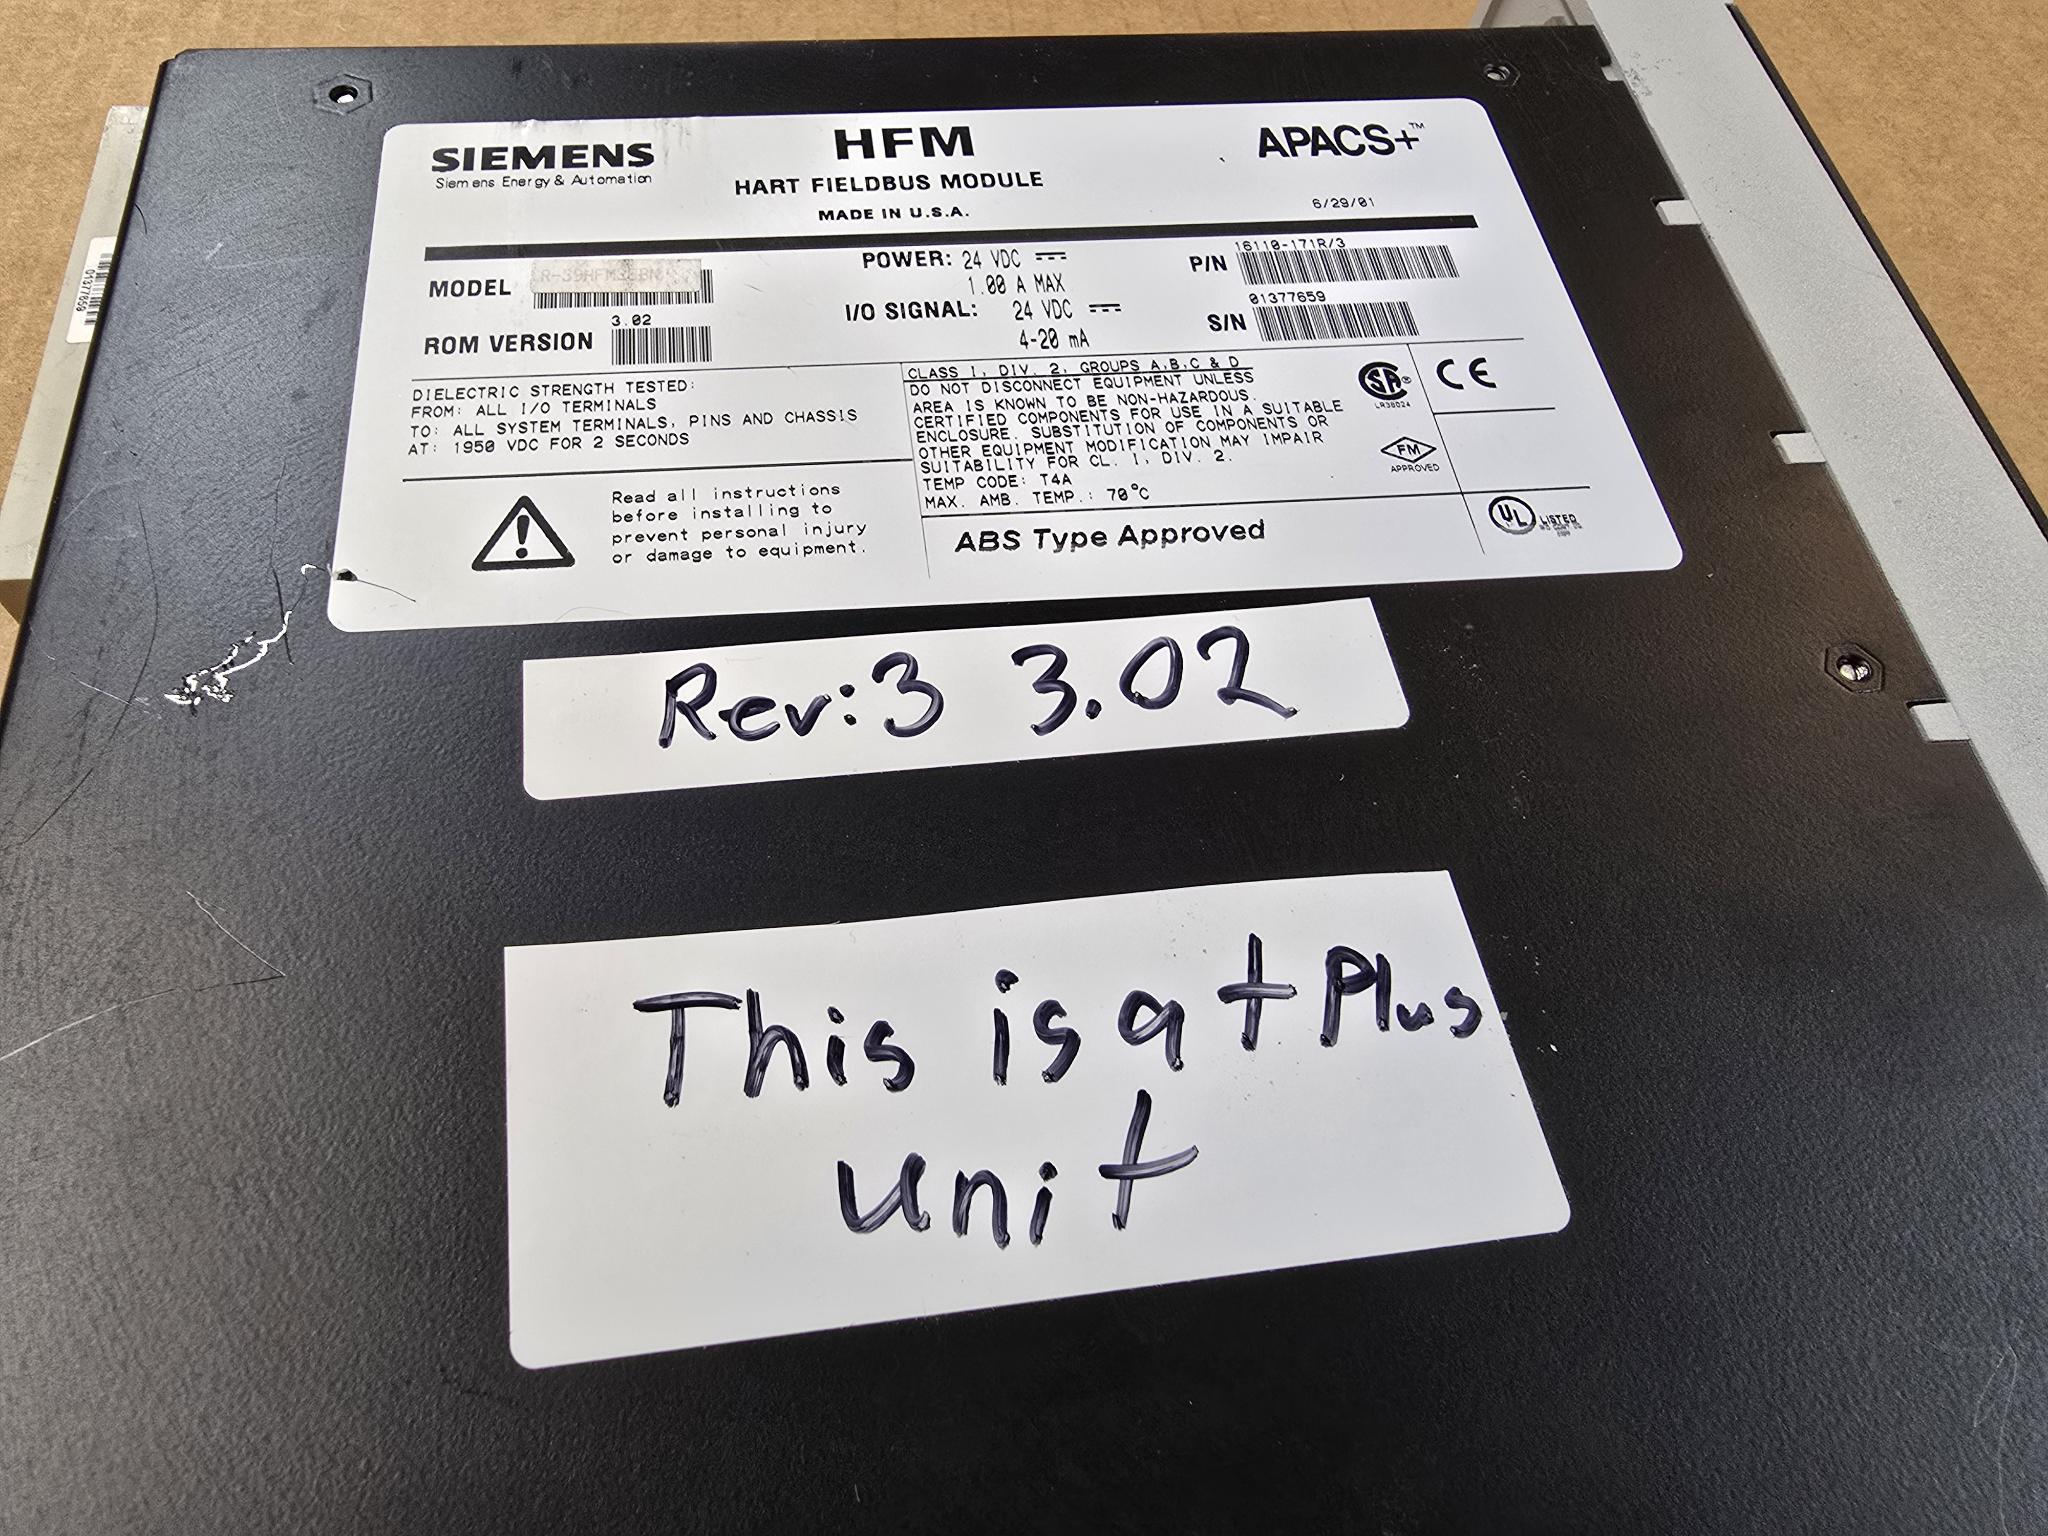 SIEMENS
Siemens Energy & Automation
HFM
HART FIELDBUS MODULE
MADE IN U.S.A.
APACS+™
6/29/01
MODEL
ROM VERSION
3.02
POWER: 24 VDC
1.00 A MAX
I/O SIGNAL: 24 VDC
4-20 mA
P/N
16110-171R/3
S/N
01377659
DIELECTRIC STRENGTH TESTED:
FROM: ALL I/O TERMINALS
TO: ALL SYSTEM TERMINALS, PINS AND CHASSIS
AT: 1950 VDC FOR 2 SECONDS
Read all instructions
before installing to
prevent personal injury
or damage to equipment.
CLASS I, DIV. 2, GROUPS A,B,C & D
DO NOT DISCONNECT EQUIPMENT UNLESS
AREA IS KNOWN TO BE NON-HAZARDOUS.
CERTIFIED COMPONENTS FOR USE IN A SUITABLE
ENCLOSURE. SUBSTITUTION OF COMPONENTS OR
OTHER EQUIPMENT MODIFICATION MAY IMPAIR
SUITABILITY FOR CL. I, DIV. 2.
TEMP CODE: T4A
MAX. AMB. TEMP.: 70°C
ABS Type Approved
SA®
LR38024
CE
FM
APPROVED
UL LISTED
01377659
Rev:3 3.02
This is a + Plus
unit